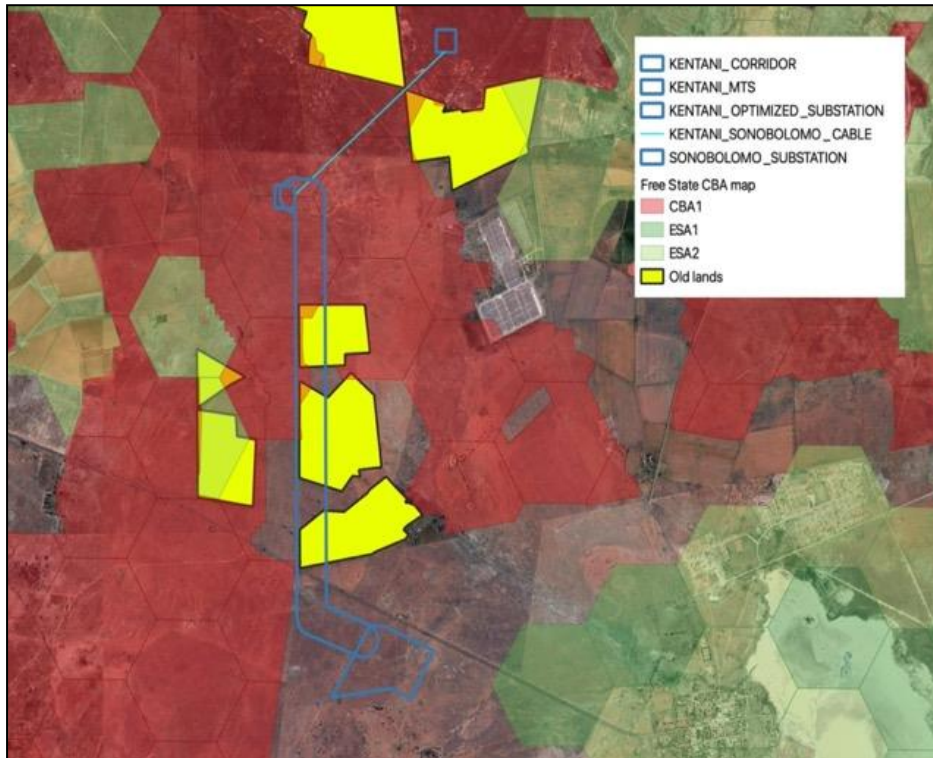 KENTANI_CORRIDOR
KENTANI_MTS
KENTANI_OPTIMIZED_SUBSTATION
KENTANI_SONOBOLOMO_CABLE
SONOBOLOMO_SUBSTATION
Free State CBA map
CBA1
ESA1
ESA2
Old lands